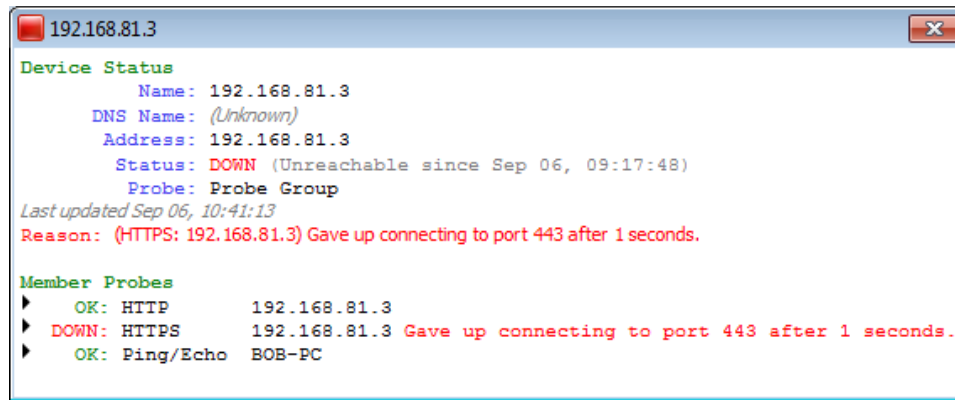 192.168.81.3
Device Status
Name: 192.168.81.3
DNS Name: (Unknown)
Address: 192.168.81.3
Status: DOWN (Unreachable since Sep 06, 09:17:48)
Probe: Probe Group
Last updated Sep 06, 10:41:13
Reason: (HTTPS: 192.168.81.3) Gave up connecting to port 443 after 1 seconds.
Member Probes
OK: HTTP 192.168.81.3
DOWN: HTTPS 192.168.81.3 Gave up connecting to port 443 after 1 seconds.
OK: Ping/Echo BOB-PC